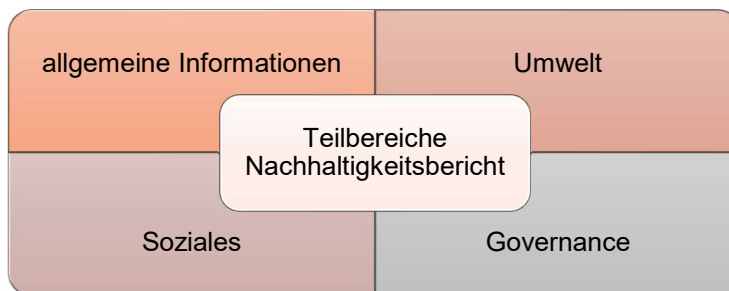 allgemeine Informationen
Umwelt
Teilbereiche
Nachhaltigkeitsbericht
Soziales
Governance